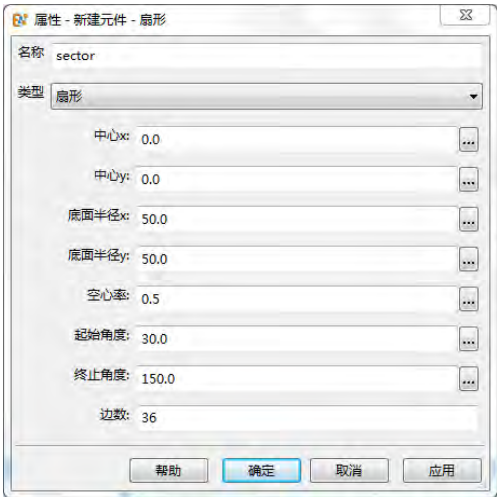 属性 - 新建元件 - 扇形
名称 sector
类型 扇形
中心x: 0.0 ...
中心y: 0.0 ...
底面半径x: 50.0 ...
底面半径y: 50.0 ...
空心率: 0.5 ...
起始角度: 30.0 ...
终止角度: 150.0 ...
边数: 36
帮助 确定 取消 应用